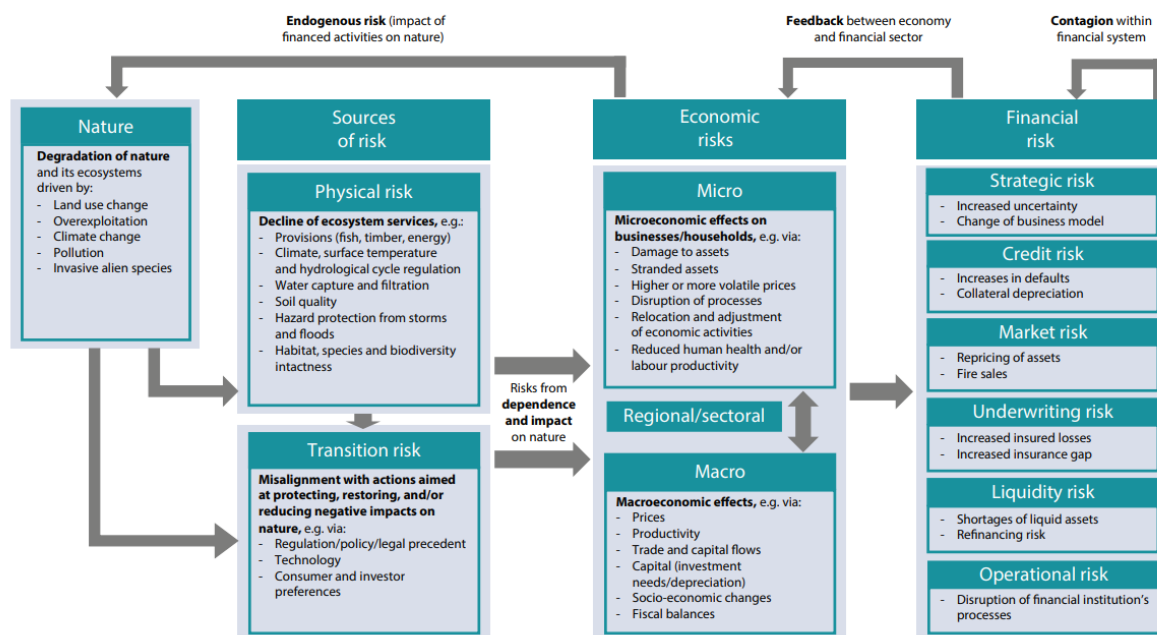 Endogenous risk (impact of
financed activities on nature)
Feedback between economy
and financial sector
Contagion within
financial system
Nature
Degradation of nature
and its ecosystems
driven by:
- Land use change
- Overexploitation
- Climate change
- Pollution
- Invasive alien species
Sources
of risk
Physical risk
Decline of ecosystem services, e.g.:
- Provisions (fish, timber, energy)
- Climate, surface temperature
and hydrological cycle regulation
- Water capture and filtration
- Soil quality
- Hazard protection from storms
and floods
- Habitat, species and biodiversity
intactness
Transition risk
Misalignment with actions aimed
at protecting, restoring, and/or
reducing negative impacts on
nature, e.g. via:
- Regulation/policy/legal precedent
- Technology
- Consumer and investor
preferences
Risks from
dependence
and impact
on nature
Economic
risks
Micro
Microeconomic effects on
businesses/households, e.g. via:
- Damage to assets
- Stranded assets
- Higher or more volatile prices
- Disruption of processes
- Relocation and adjustment
of economic activities
- Reduced human health and/or
labour productivity
Regional/sectoral
Macro
Macroeconomic effects, e.g. via:
- Prices
- Productivity
- Trade and capital flows
- Capital (investment
needs/depreciation)
- Socio-economic changes
- Fiscal balances
Financial
risk
Strategic risk
- Increased uncertainty
- Change of business model
Credit risk
- Increases in defaults
- Collateral depreciation
Market risk
- Repricing of assets
- Fire sales
Underwriting risk
- Increased insured losses
- Increased insurance gap
Liquidity risk
- Shortages of liquid assets
- Refinancing risk
Operational risk
- Disruption of financial institution's
processes